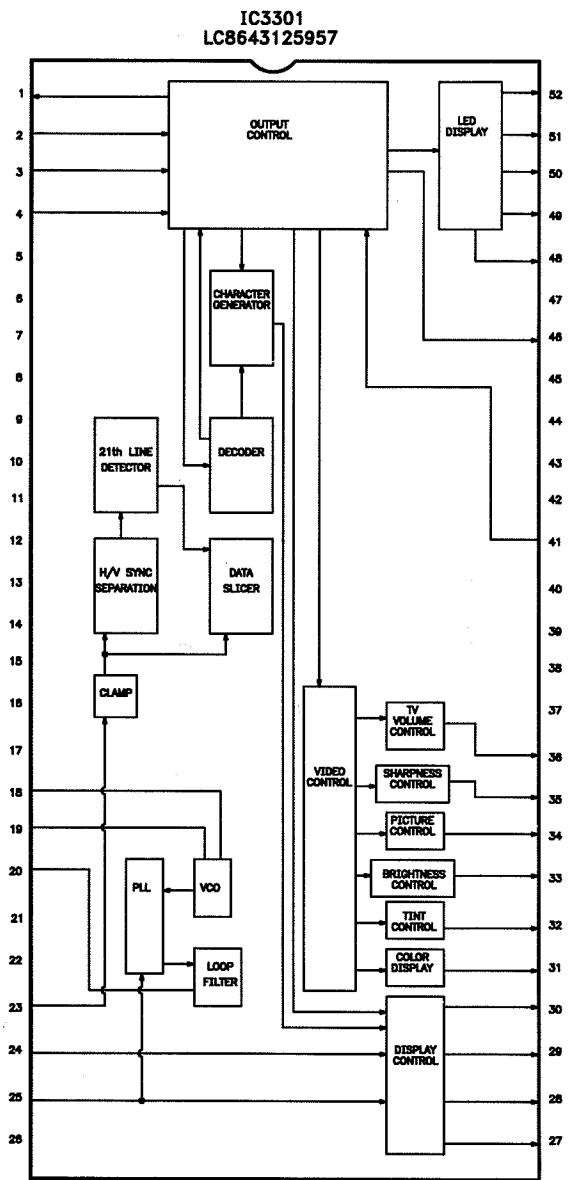 IC3301
LC8643125957
1
2
3
4
5
6
7
8
9
10
11
12
13
14
15
16
17
18
19
20
21
22
23
24
25
26
OUTPUT
CONTROL
LED
DISPLAY
CHARACTER
GENERATOR
21th LINE
DETECTOR
DECODER
H/V SYNC
SEPARATION
DATA
SLICER
CLAMP
VIDEO
CONTROL
TV
VOLUME
CONTROL
SHARPNESS
CONTROL
PICTURE
CONTROL
BRIGHTNESS
CONTROL
TINT
CONTROL
COLOR
DISPLAY
PLL
VCO
LOOP
FILTER
DISPLAY
CONTROL
52
51
50
49
48
47
46
45
44
43
42
41
40
39
38
37
36
35
34
33
32
31
30
29
28
27